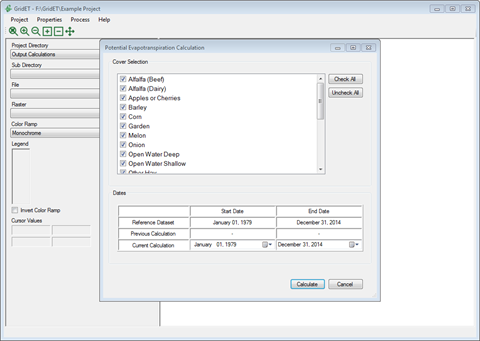 GridET - F:\GridET\Example Project
Project Properties Process Help
Project Directory
Output Calculations
Sub Directory
File
Raster
Color Ramp
Monochrome
Legend
Invert Color Ramp
Cursor Values
Potential Evapotranspiration Calculation
Cover Selection
Alfalfa (Beef)
Alfalfa (Dairy)
Apples or Cherries
Barley
Corn
Garden
Melon
Onion
Open Water Deep
Open Water Shallow
Other Hay
Check All
Uncheck All
Dates
Start Date End Date
Reference Dataset January 01, 1979 December 31, 2014
Previous Calculation - -
Current Calculation January 01, 1979 December 31, 2014
Calculate Cancel